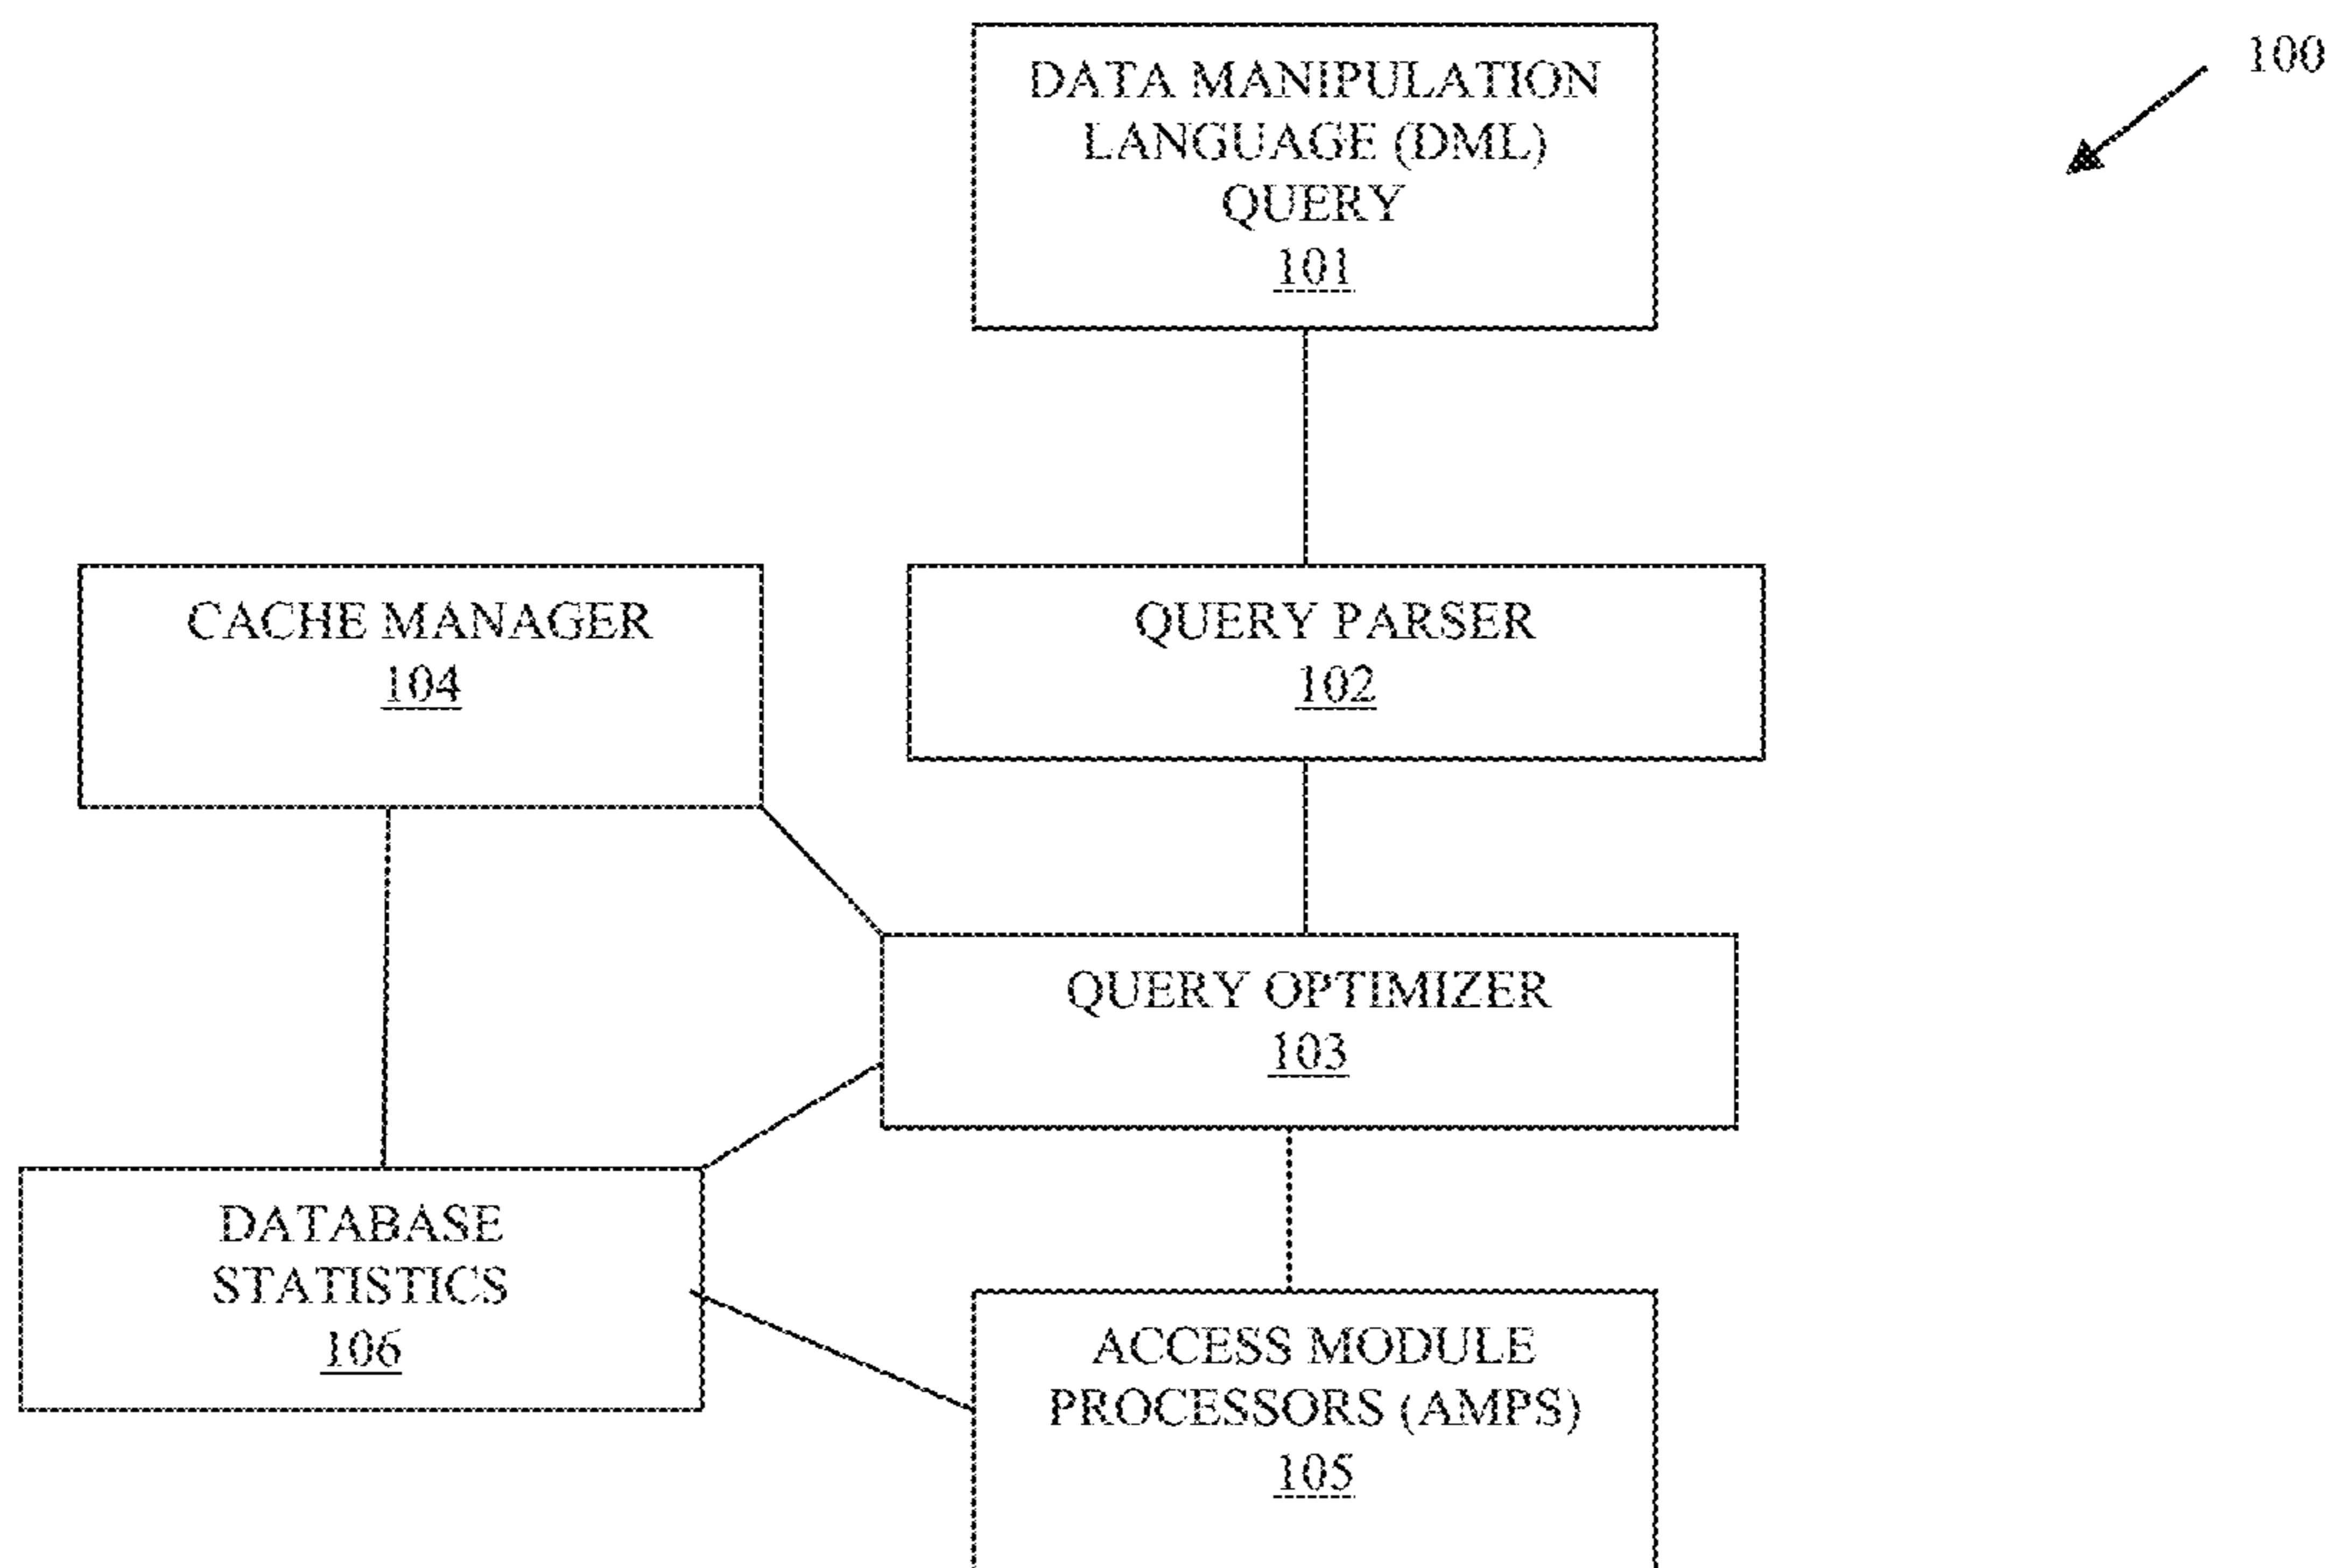 100
DATA MANIPULATION
LANGUAGE (DML)
QUERY
101
CACHE MANAGER
104
QUERY PARSER
102
QUERY OPTIMIZER
103
DATABASE
STATISTICS
106
ACCESS MODULE
PROCESSORS (AMPS)
105